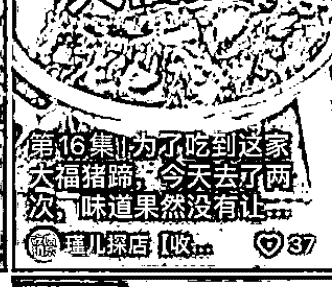 第16集||为了吃到这家
大福猪蹄，今天去了两
次，味道果然没有让...
瑾儿探店【收...
37